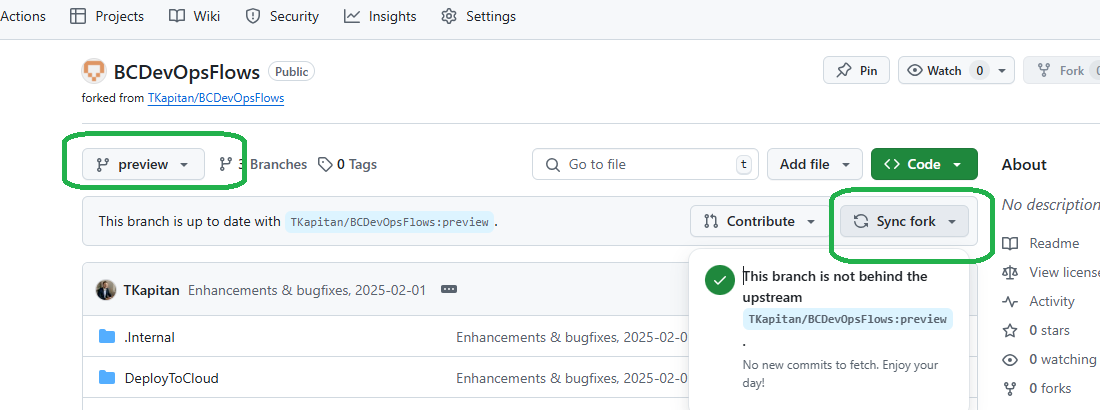 Actions Projects Wiki Security Insights Settings
BCDevOpsFlows Public
Pin Watch 0 Fork
forked from TKapitan/BCDevOpsFlows
preview 3 Branches 0 Tags Go to file t Add file Code About
No description
This branch is up to date with TKapitan/BCDevOpsFlows:preview. Contribute Sync fork
Readme
This branch is not behind the
View license
TKapitan Enhancements & bugfixes, 2025-02-01
upstream
Activity
TKapitan/BCDevOpsFlows:preview
.
0 stars
.Internal Enhancements & bugfixes, 2025-02-0
0 watching
No new commits to fetch. Enjoy your
day!
DeployToCloud Enhancements & bugfixes, 2025-02-0
0 forks